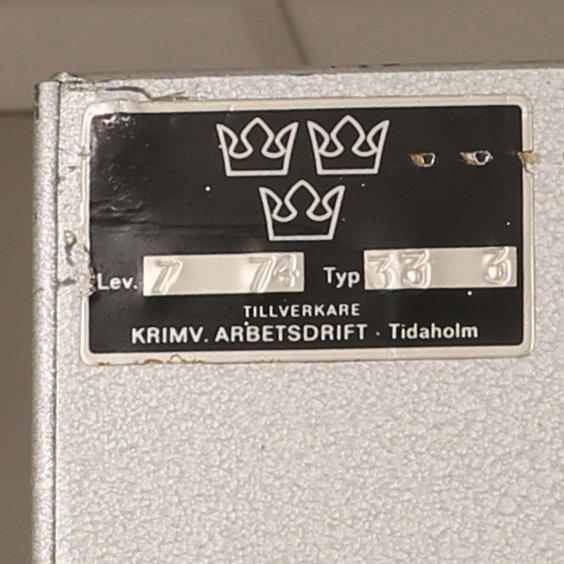 Lev. 7 74 Typ 33 3
TILLVERKARE
KRIMV. ARBETSDRIFT · Tidaholm